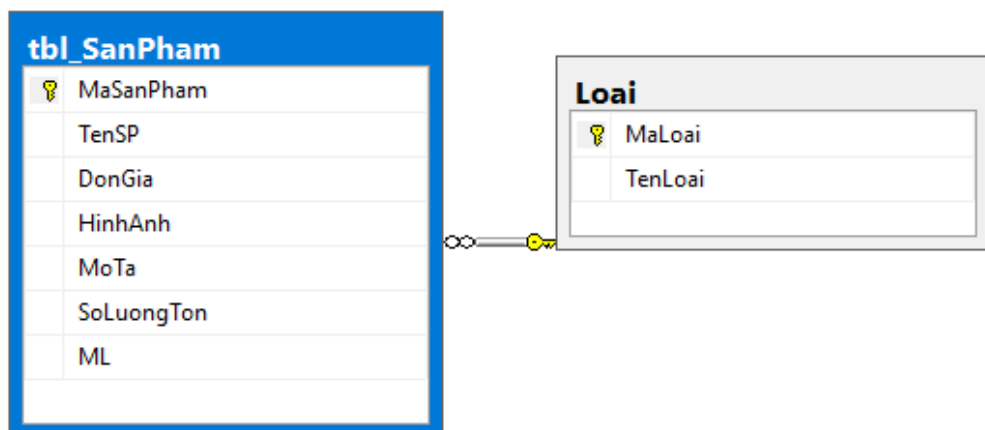 tbl_SanPham
MaSanPham
TenSP
DonGia
HinhAnh
MoTa
SoLuongTon
ML
Loai
MaLoai
TenLoai